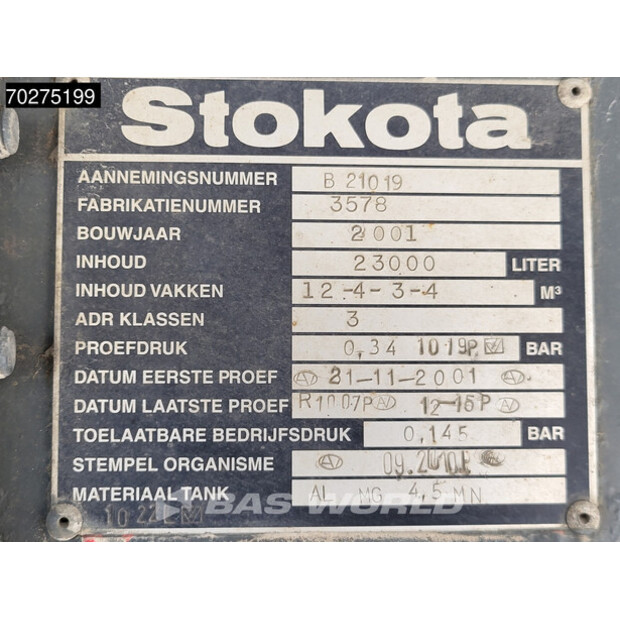 70275199
Stokota
AANNEMINGSNUMMER B 21019
FABRIKATIENUMMER 3578
BOUWJAAR 2001
INHOUD 23000 LITER
INHOUD VAKKEN 12-4-3-4 M³
ADR KLASSEN 3
PROEFDRUK 0,34 1019P BAR
DATUM EERSTE PROEF 21-11-2001
DATUM LAATSTE PROEF R1007P 12-15P
TOELAATBARE BEDRIJFSDRUK 0,145 BAR
STEMPEL ORGANISME
MATERIAAL TANK AL MG 4,5 MN
BAS WORLD
10 22